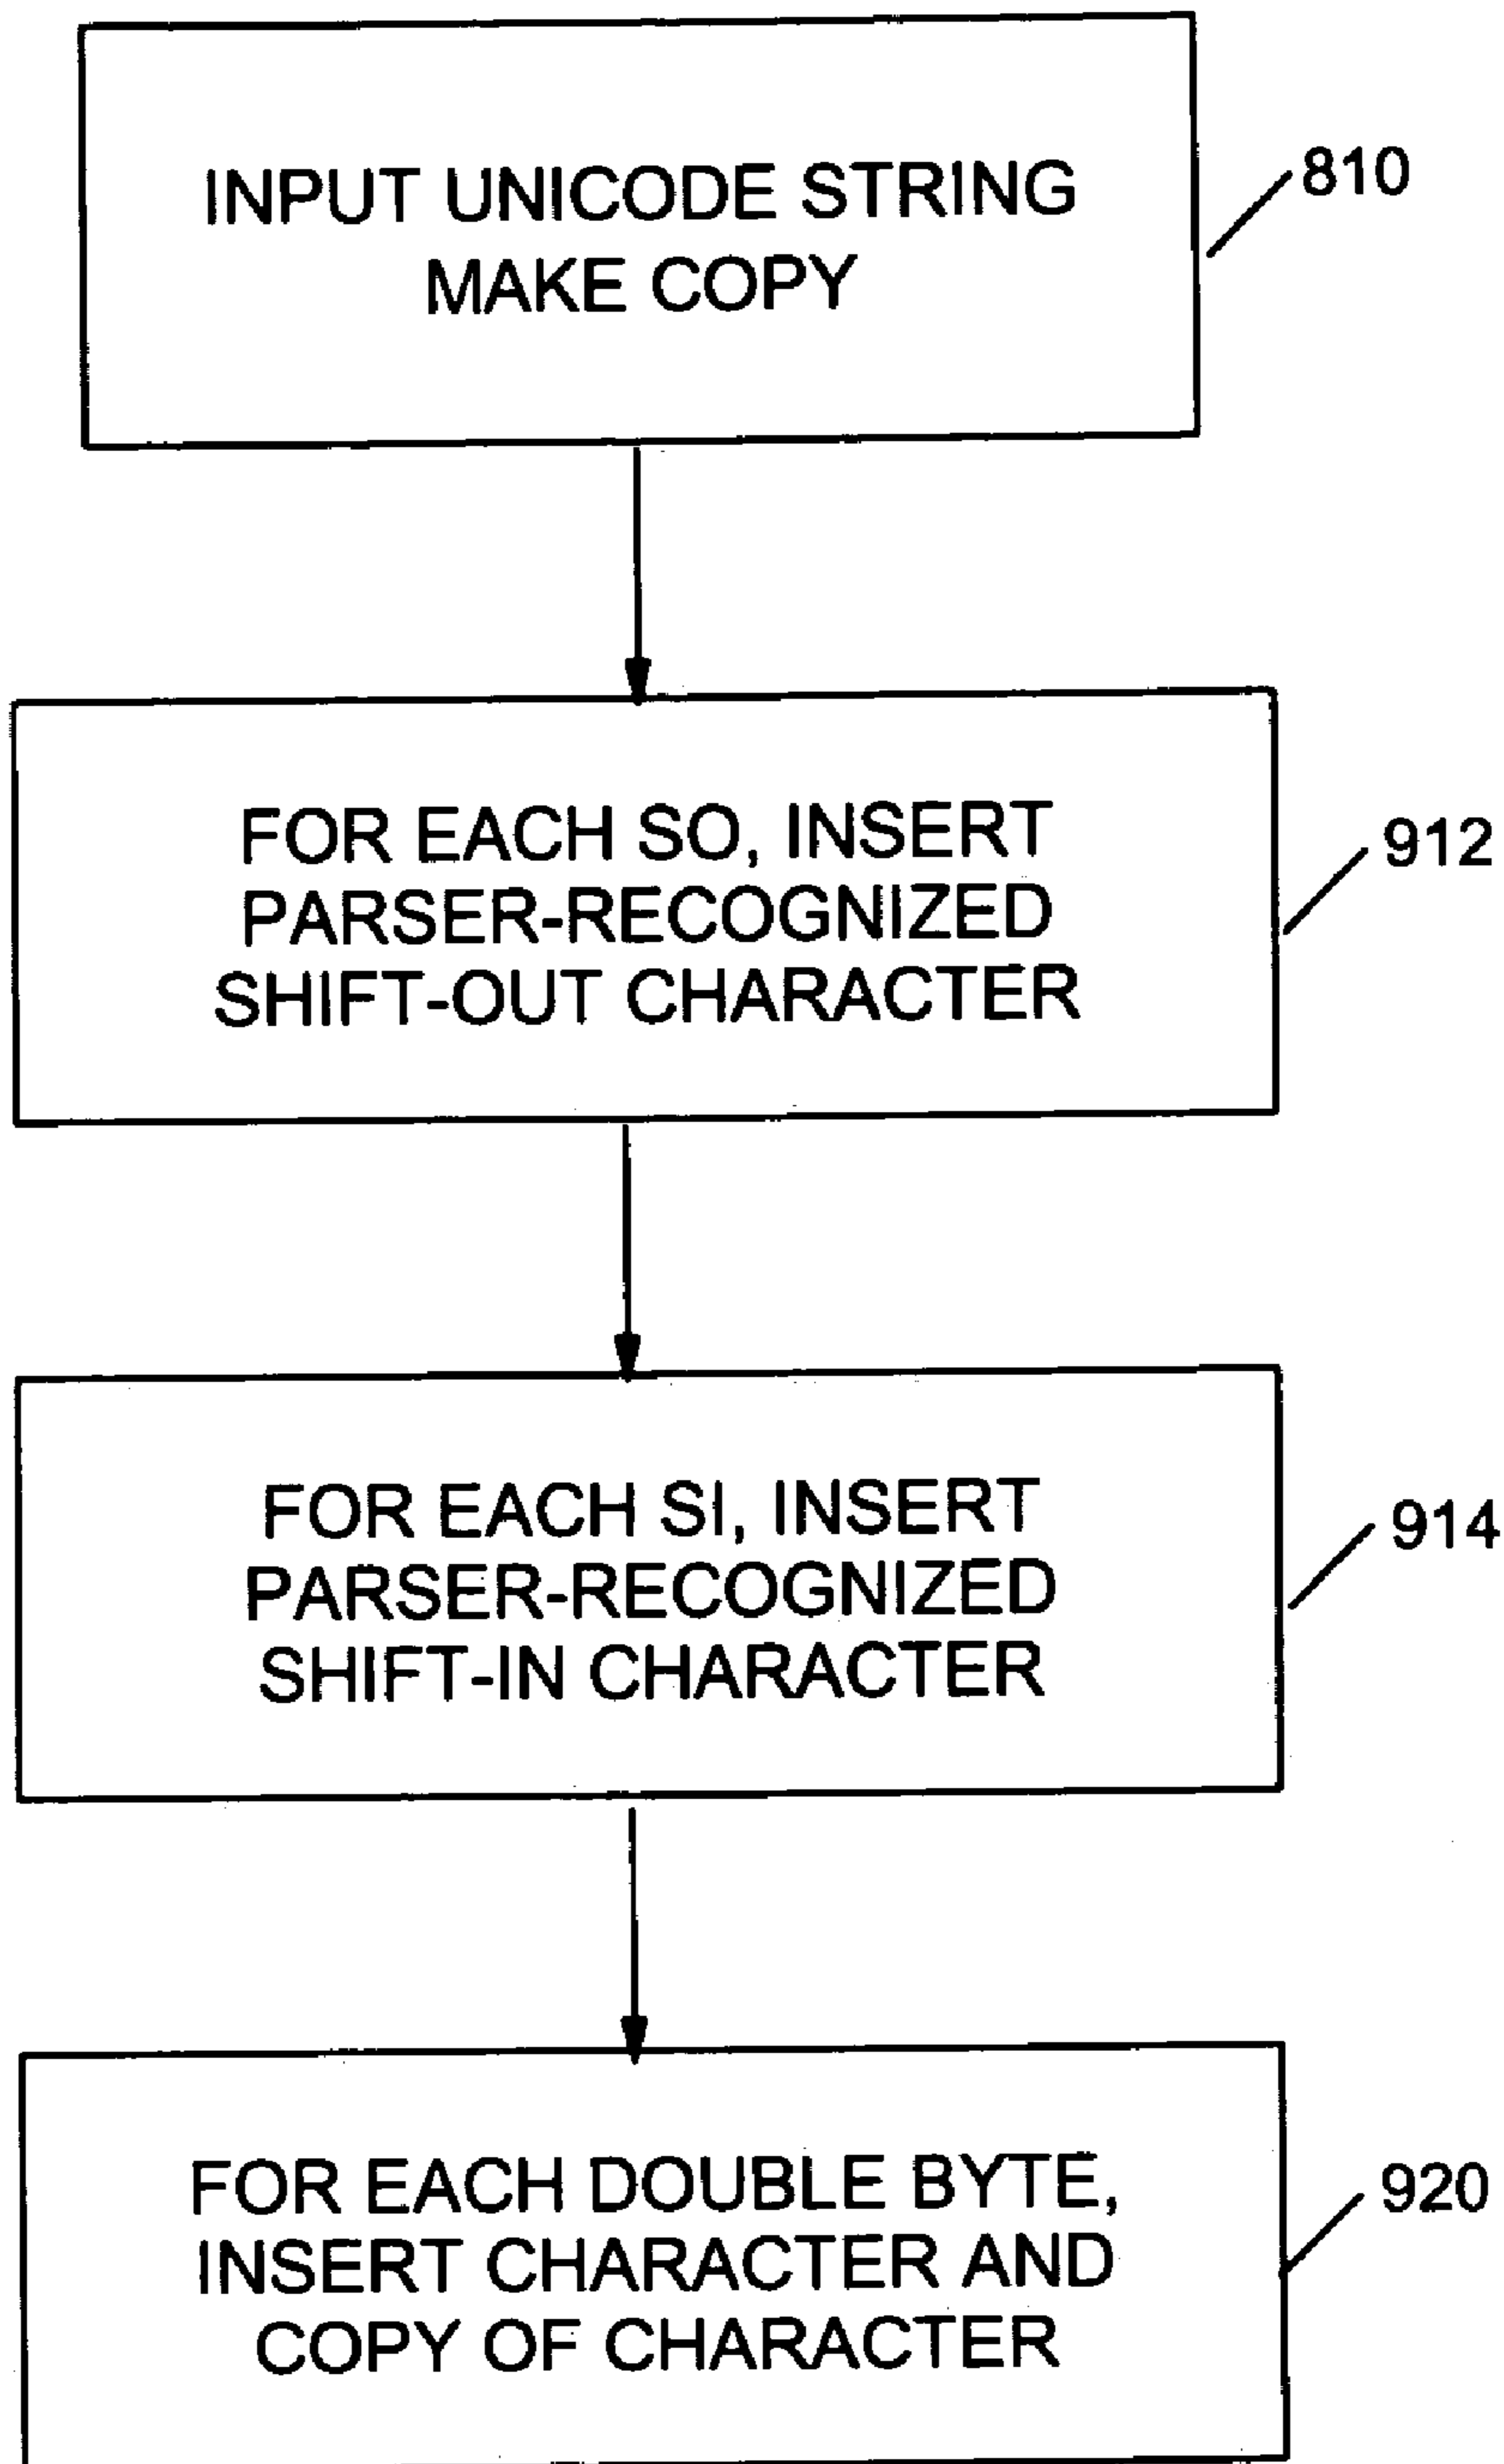 INPUT UNICODE STRING
MAKE COPY
810
FOR EACH SO, INSERT
PARSER-RECOGNIZED
SHIFT-OUT CHARACTER
912
FOR EACH SI, INSERT
PARSER-RECOGNIZED
SHIFT-IN CHARACTER
914
FOR EACH DOUBLE BYTE,
INSERT CHARACTER AND
COPY OF CHARACTER
920